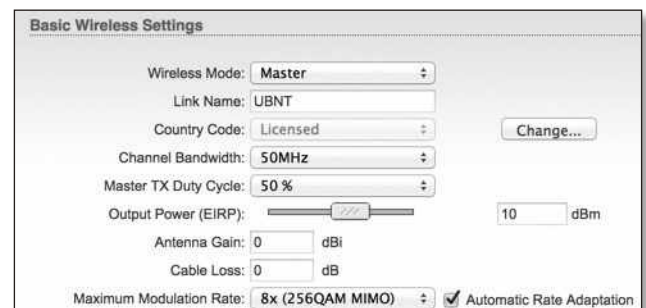 Basic Wireless Settings
Wireless Mode: Master
Link Name: UBNT
Country Code: Licensed Change...
Channel Bandwidth: 50MHz
Master TX Duty Cycle: 50 %
Output Power (EIRP): 10 dBm
Antenna Gain: 0 dBi
Cable Loss: 0 dB
Maximum Modulation Rate: 8x (256QAM MIMO) Automatic Rate Adaptation